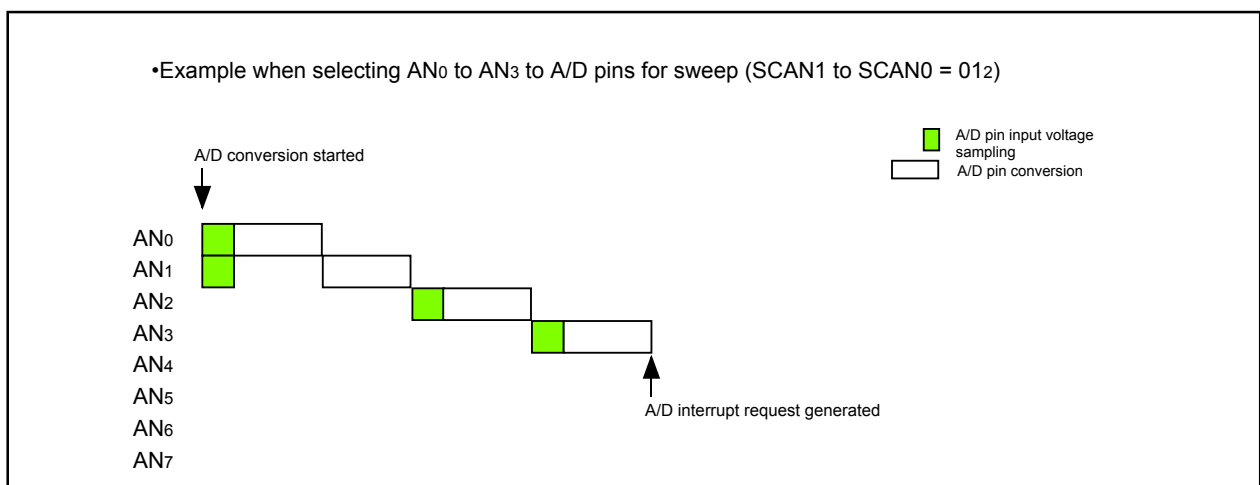 •Example when selecting AN0 to AN3 to A/D pins for sweep (SCAN1 to SCAN0 = 012)
A/D pin input voltage
sampling
A/D pin conversion
A/D conversion started
AN0
AN1
AN2
AN3
AN4
AN5
AN6
AN7
A/D interrupt request generated